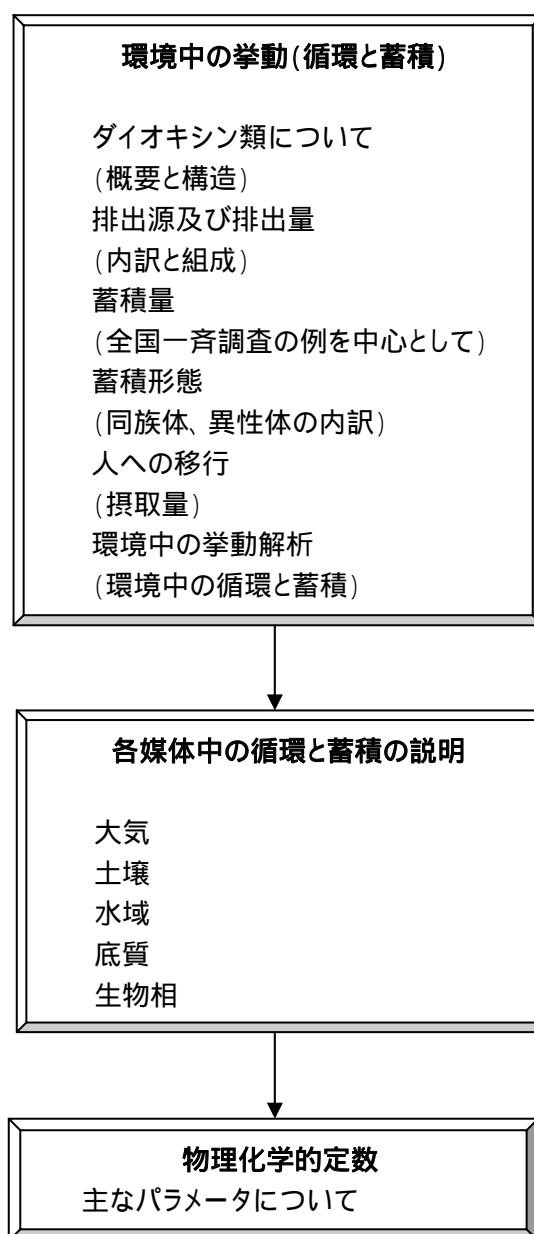 環境中の挙動(循環と蓄積)
ダイオキシン類について
(概要と構造)
排出源及び排出量
(内訳と組成)
蓄積量
(全国一斉調査の例を中心として)
蓄積形態
(同族体、異性体の内訳)
人への移行
(摂取量)
環境中の挙動解析
(環境中の循環と蓄積)
各媒体中の循環と蓄積の説明
大気
土壌
水域
底質
生物相
物理化学的定数
主なパラメータについて